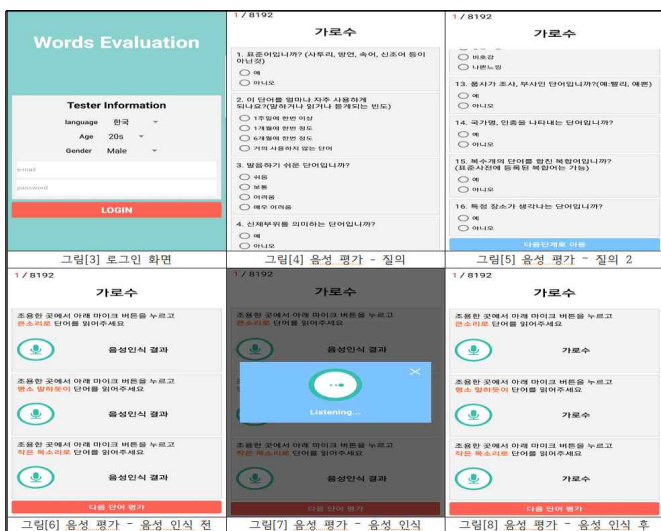 Words Evaluation
Tester Information
language 한국
Age 20s
Gender Male
e-mail
password
LOGIN
그림[3] 로그인 화면
1 / 8192
가로수
1. 표준어입니까? (사투리, 방언, 속어, 신조어 등이
아닌것)
예
아니오
2. 이 단어를 얼마나 자주 사용하게
되나요?(말하거나 읽거나 듣게되는 빈도)
1주일에 한번 이상
1개월에 한번 정도
6개월에 한번 정도
거의 사용하지 않는 단어
3. 발음하기 쉬운 단어입니까?
쉬움
보통
어려움
매우 어려움
4. 신체부위를 의미하는 단어입니까?
예
아니오
그림[4] 음성 평가 - 질의
1 / 8192
가로수
비호감
나쁜느낌
13. 품사가 조사, 부사인 단어입니까?(예:빨리, 예쁜)
예
아니오
14. 국가명, 인종을 나타내는 단어입니까?
예
아니오
15. 복수개의 단어를 합친 복합어입니까?
(표준사전에 등록된 복합어는 가능)
예
아니오
16. 특정 장소가 생각나는 단어입니까?
예
아니오
다음단계로 이동
그림[5] 음성 평가 - 질의 2
1 / 8192
가로수
조용한 곳에서 아래 마이크 버튼을 누르고
큰소리로 단어를 읽어주세요
음성인식 결과
조용한 곳에서 아래 마이크 버튼을 누르고
평소 말하듯이 단어를 읽어주세요
음성인식 결과
조용한 곳에서 아래 마이크 버튼을 누르고
작은 목소리로 단어를 읽어주세요
음성인식 결과
다음 단어 평가
그림[6] 음성 평가 - 음성 인식 전
1 / 8192
가로수
조용한 곳에서 아래 마이크 버튼을 누르고
큰소리로 단어를 읽어주세요
음성인식 결과
Listening...
조용한 곳에서 아래 마이크 버튼을 누르고
작은 목소리로 단어를 읽어주세요
음성인식 결과
다음 단어 평가
그림[7] 음성 평가 - 음성 인식
1 / 8192
가로수
조용한 곳에서 아래 마이크 버튼을 누르고
큰소리로 단어를 읽어주세요
가로수
조용한 곳에서 아래 마이크 버튼을 누르고
평소 말하듯이 단어를 읽어주세요
가로수
조용한 곳에서 아래 마이크 버튼을 누르고
작은 목소리로 단어를 읽어주세요
가로수
다음 단어 평가
그림[8] 음성 평가 - 음성 인식 후